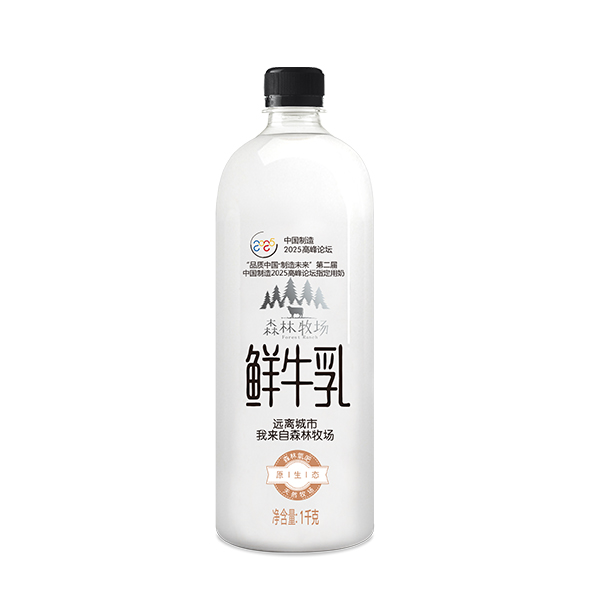 2025
中国制造
2025高峰论坛
"品质中国·制造未来"第二届
中国制造2025高峰论坛指定用奶
森林牧场
Forest Ranch
鲜牛乳
远离城市
我来自森林牧场
森林氧吧
原生态
天然牧场
净含量:1千克